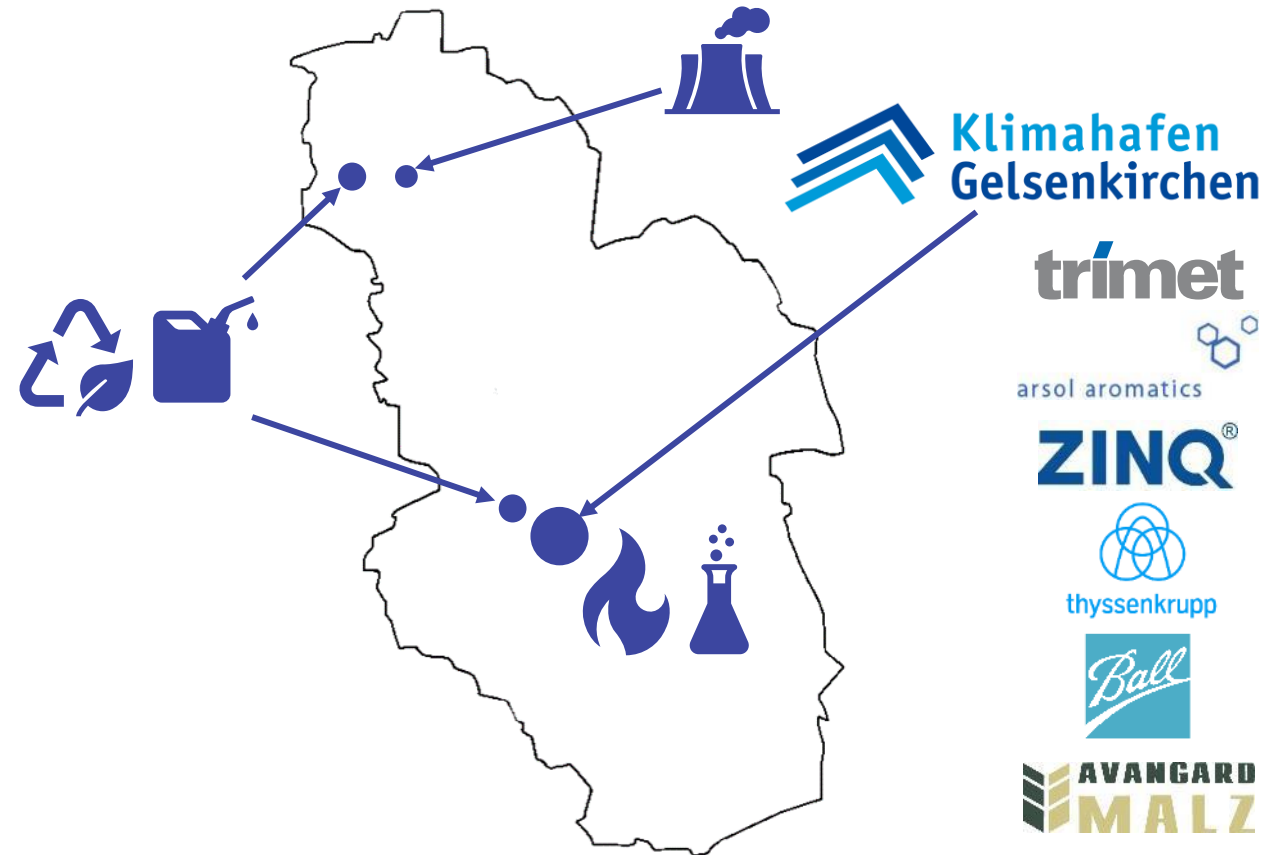 Klimahafen
Gelsenkirchen
trimet
arsol aromatics
ZINQ®
thyssenkrupp
Ball
AVANGARD
MALZ